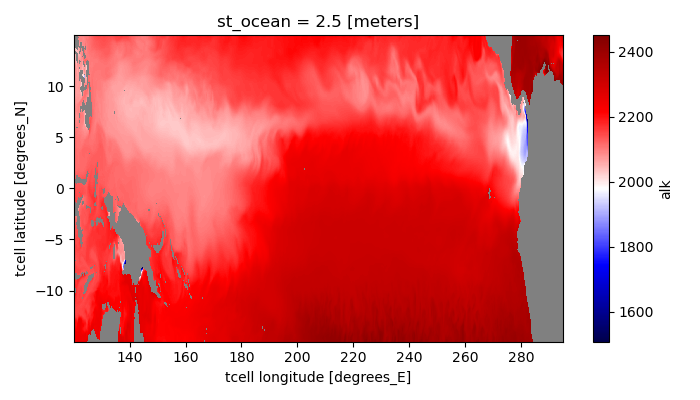 st_ocean = 2.5 [meters]
10
5
0
−5
−10
tcell latitude [degrees_N]
140 160 180 200 220 240 260 280
tcell longitude [degrees_E]
2400
2200
2000
1800
1600
alk